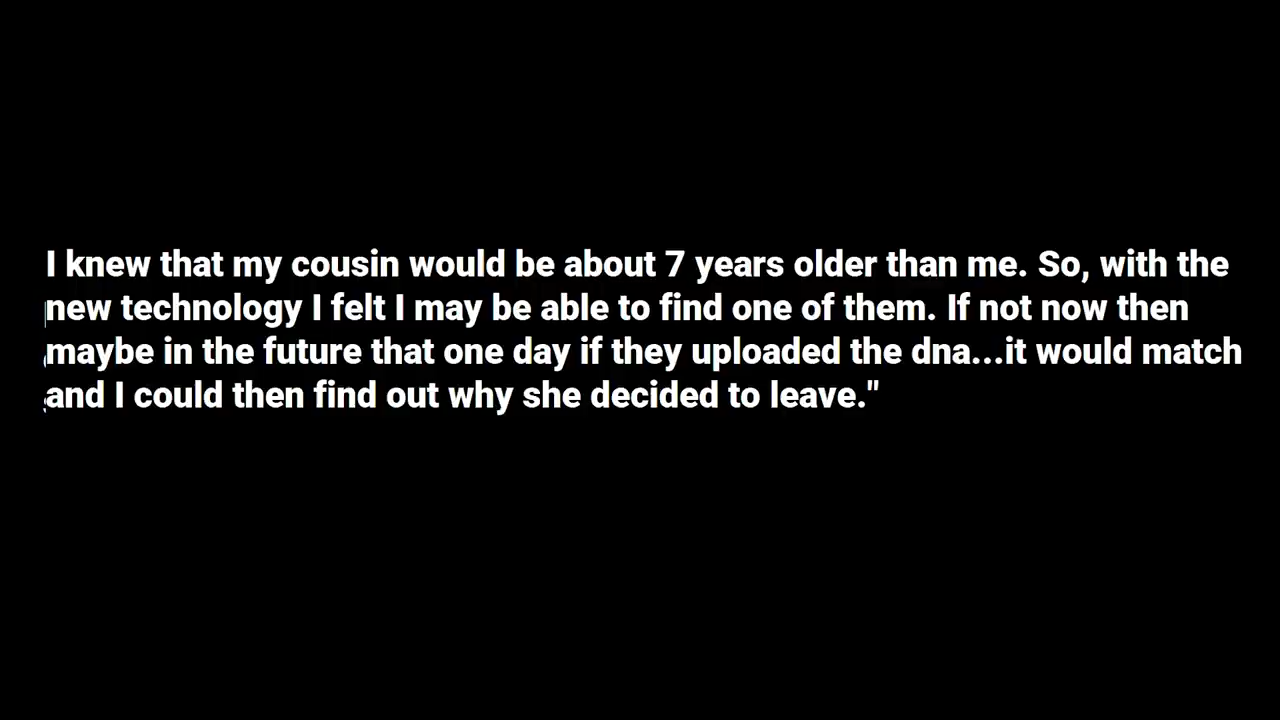 I knew that my cousin would be about 7 years older than me. So, with the
new technology I felt I may be able to find one of them. If not now then
maybe in the future that one day if they uploaded the dna...it would match
and I could then find out why she decided to leave."